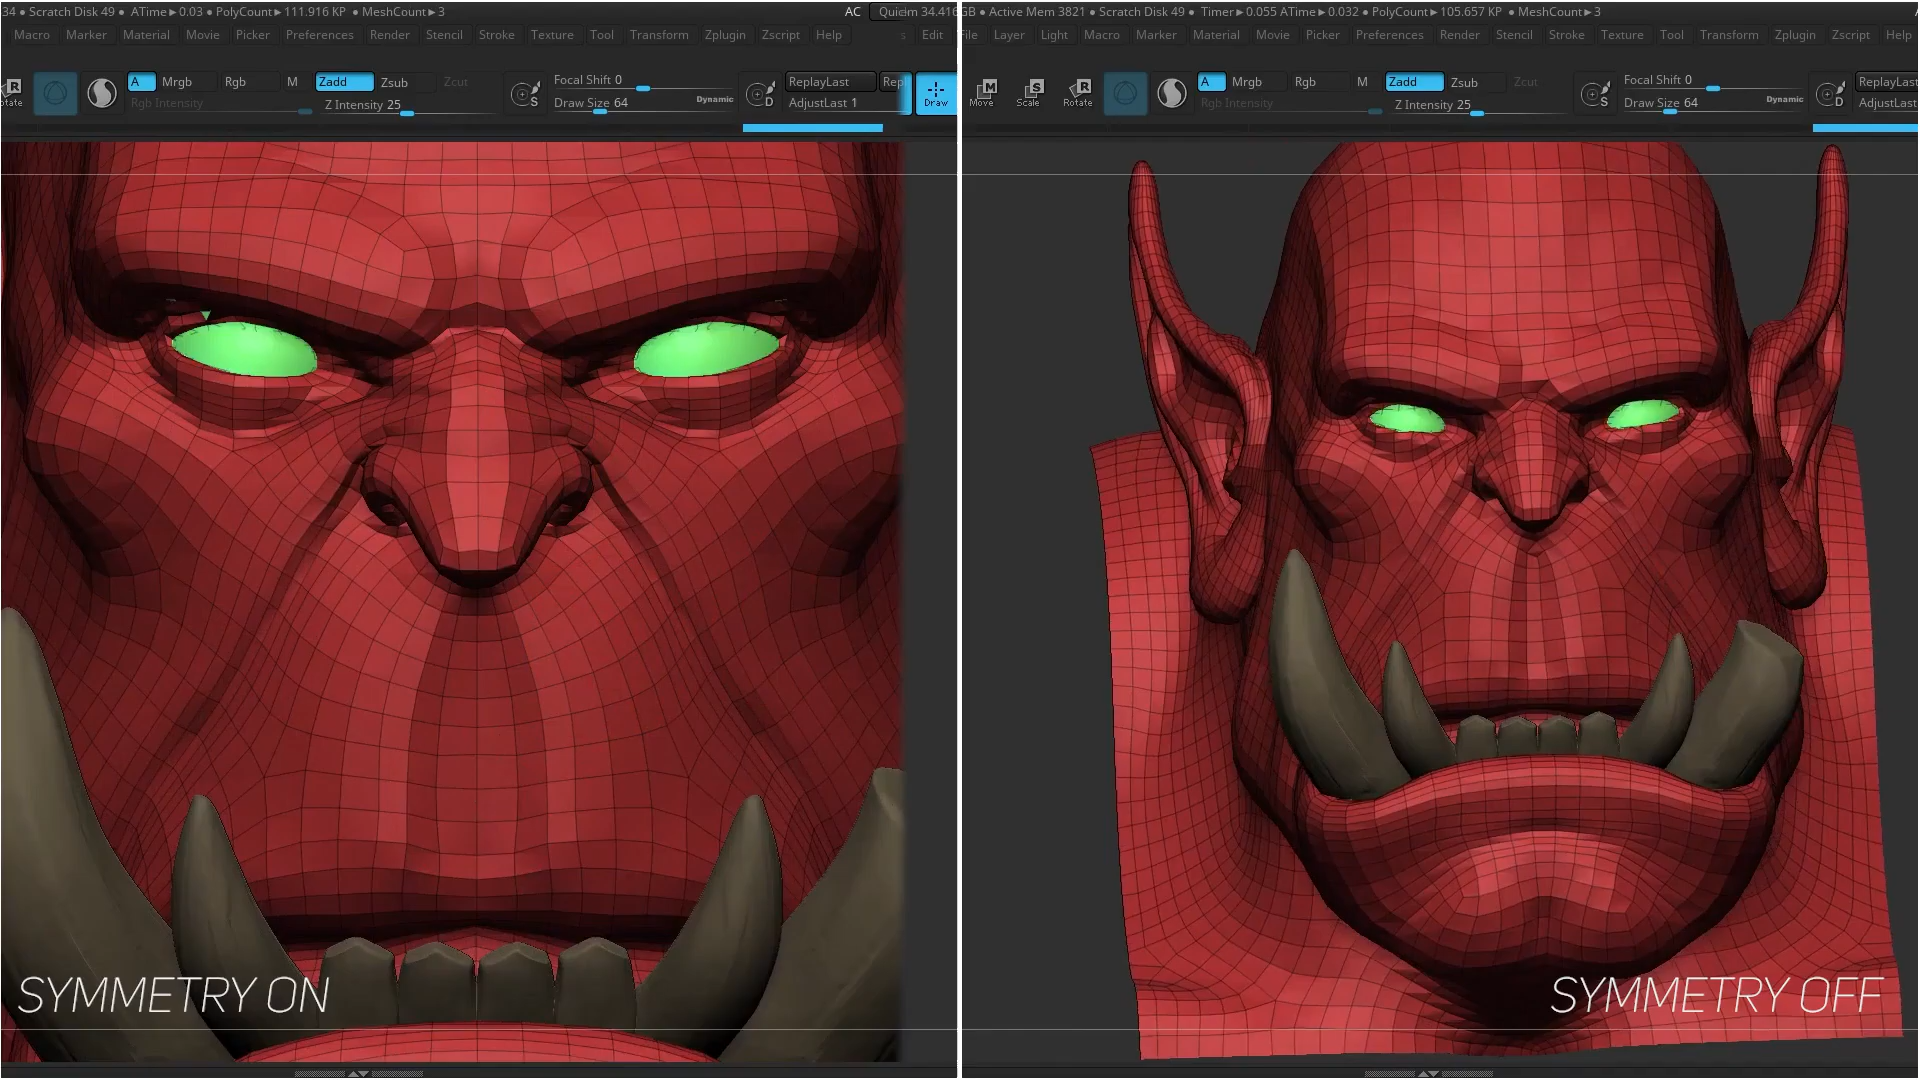 34 ● Scratch Disk 49 ● ATime►0.03 ● PolyCount►111.916 KP ● MeshCount►3
AC
34.416
Macro Marker Material Movie Picker Preferences Render Stencil Stroke Texture Tool Transform Zplugin Zscript Help
s Edit
A Mrgb Rgb M Zadd Zsub Zcut
Rgb Intensity
Z Intensity 25
S
Focal Shift 0
Draw Size 64
Dynamic
D
ReplayLast
AdjustLast 1
Draw
SYMMETRY ON
GB ● Active Mem 3821 ● Scratch Disk 49 ● Timer►0.055 ATime►0.032 ● PolyCount►105.657 KP ● MeshCount►3
Layer Light Macro Marker Material Movie Picker Preferences Render Stencil Stroke Texture Tool Transform Zplugin Zscript Help
M
Move
S
Scale
R
Rotate
A Mrgb Rgb M Zadd Zsub Zcut
Rgb Intensity
Z Intensity 25
S
Focal Shift 0
Draw Size 64
Dynamic
D
ReplayLast
AdjustLast
SYMMETRY OFF